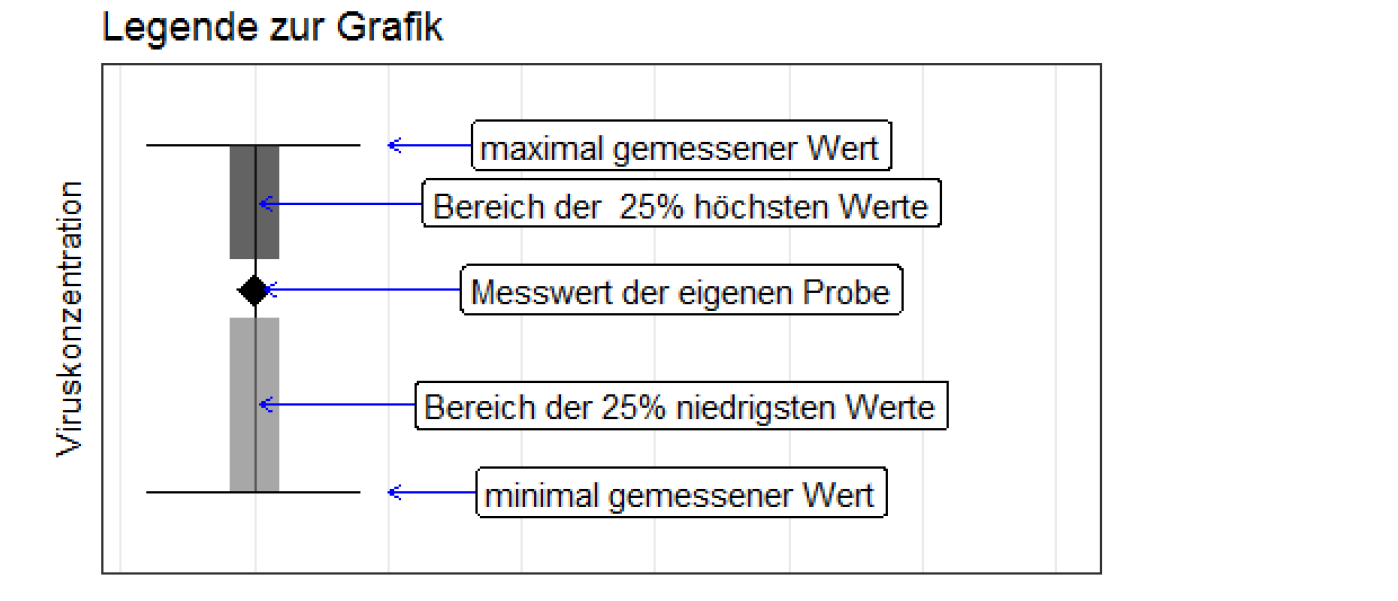 Legende zur Grafik
Viruskonzentration
maximal gemessener Wert
Bereich der  25% höchsten Werte
Messwert der eigenen Probe
Bereich der 25% niedrigsten Werte
minimal gemessener Wert